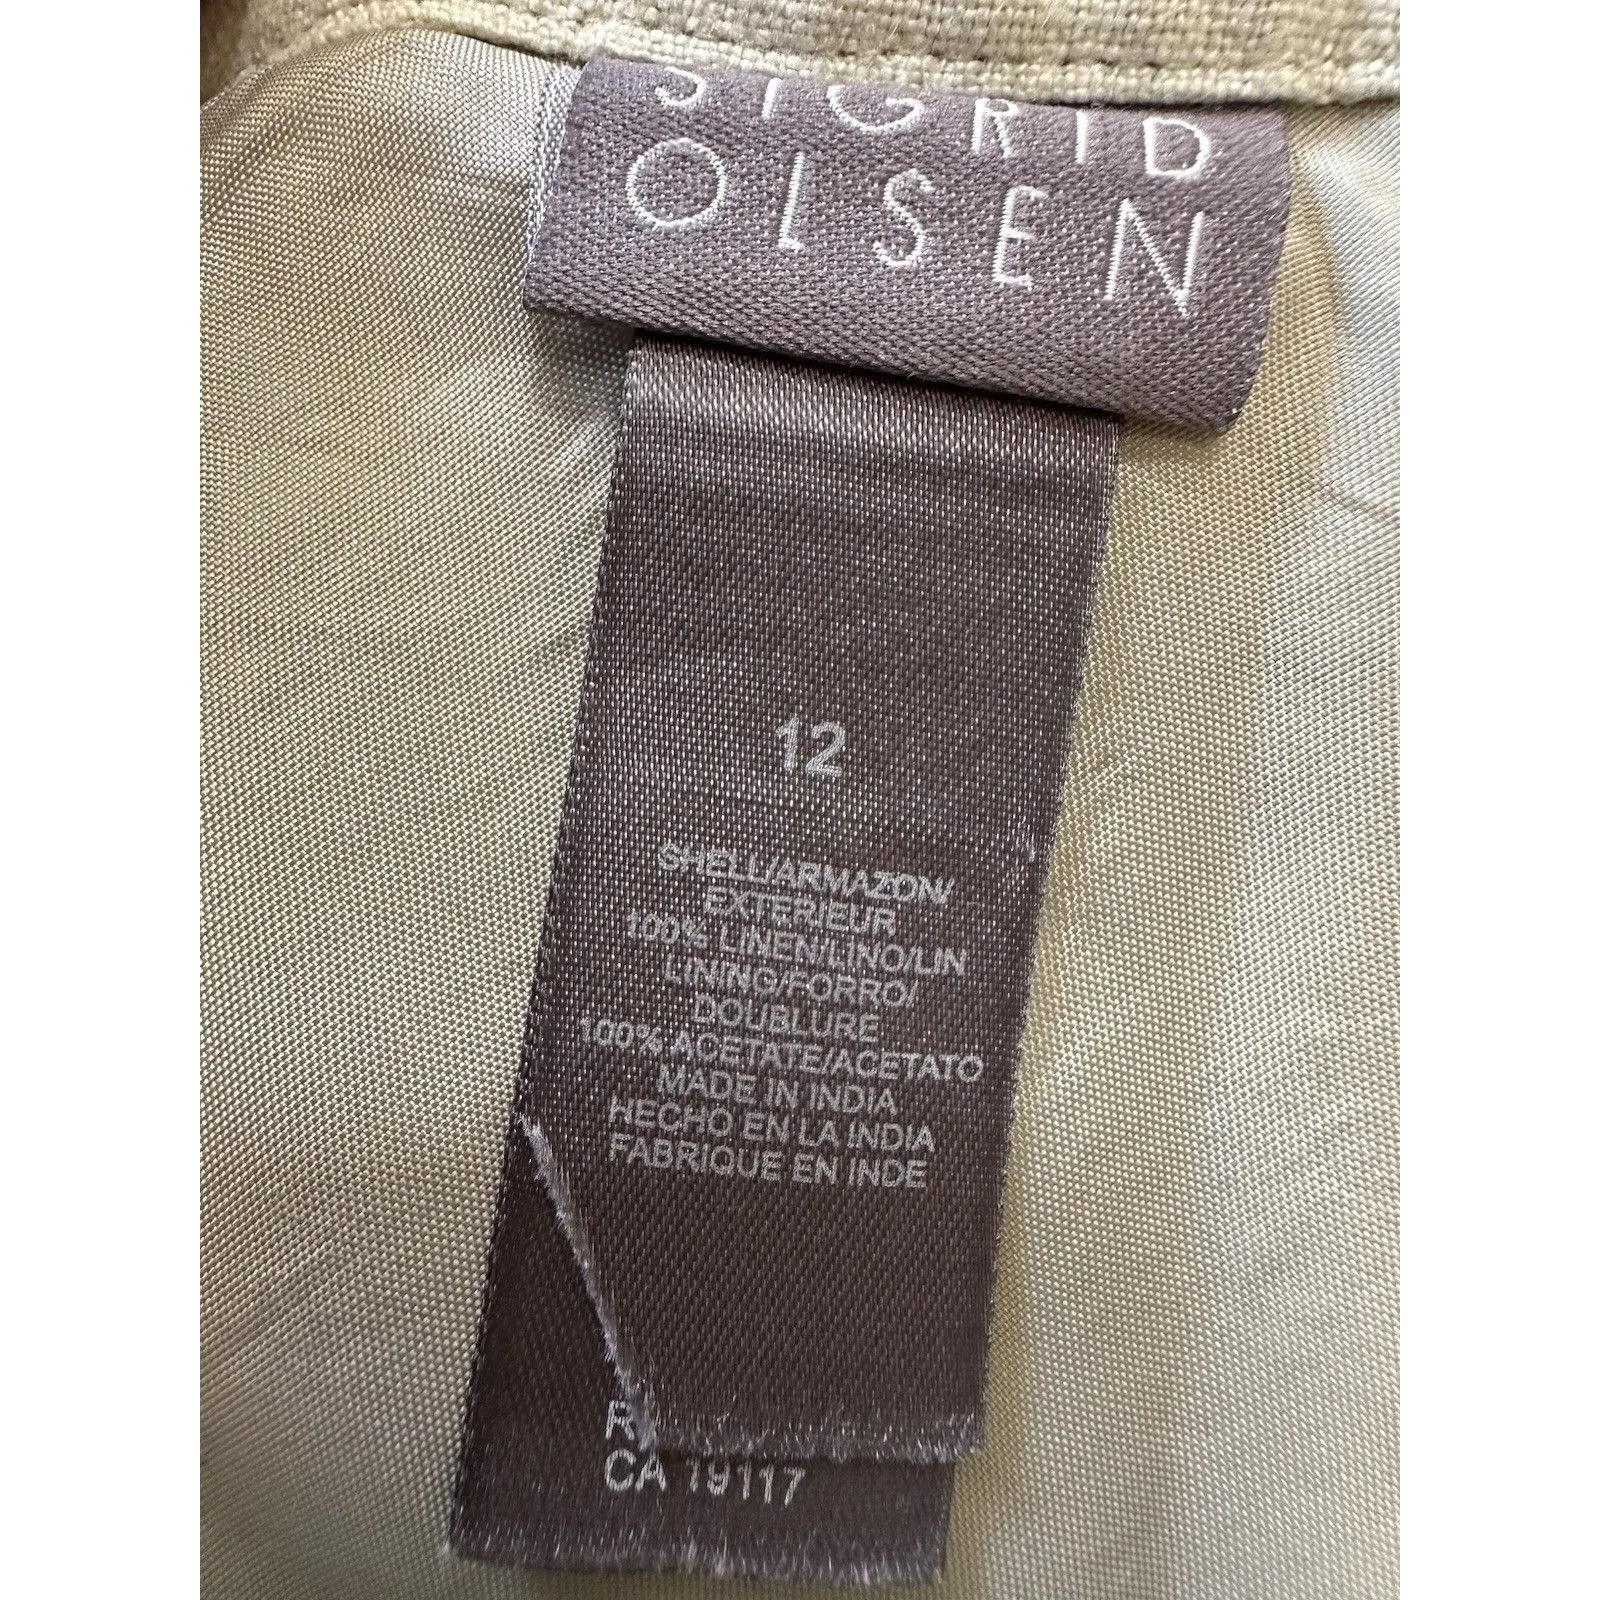 SIGRID
OLSEN
12
SHELL/ARMAZON/
EXTERIEUR
100% LINEN/LINO/LIN
LINING/FORRO/
DOUBLURE
100% ACETATE/ACETATO
MADE IN INDIA
HECHO EN LA INDIA
FABRIQUE EN INDE
CA 19117